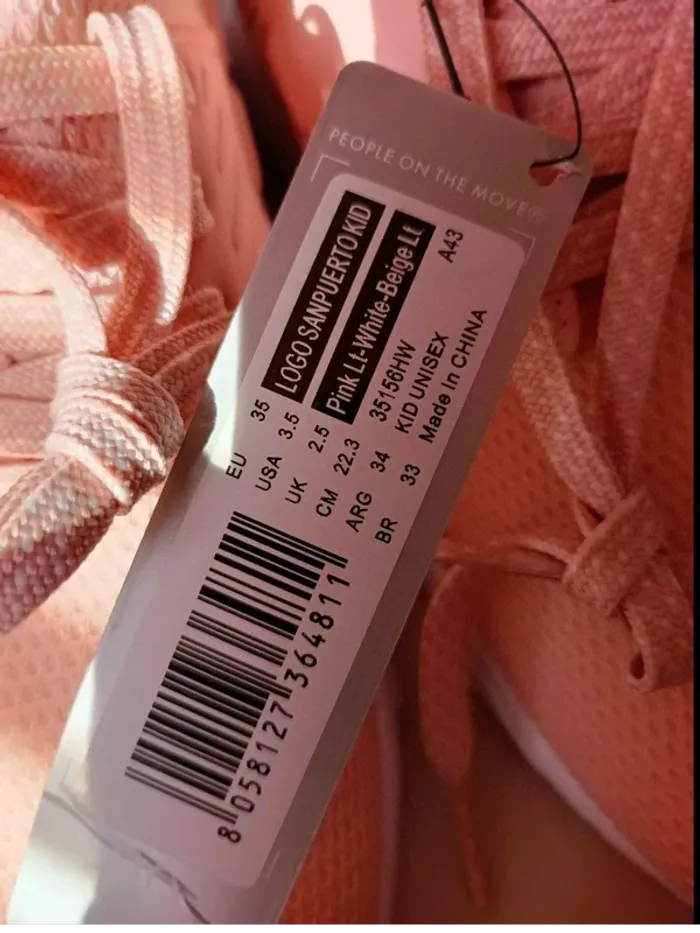 PEOPLE ON THE MOVE®
LOGO SANPUERTO KID
Pink Lt-White-Beige Lt
A43
35156HW
KID UNISEX
Made In CHINA
EU 35
USA 3.5
UK 2.5
CM 22.3
ARG 34
BR 33
8 058127 364811